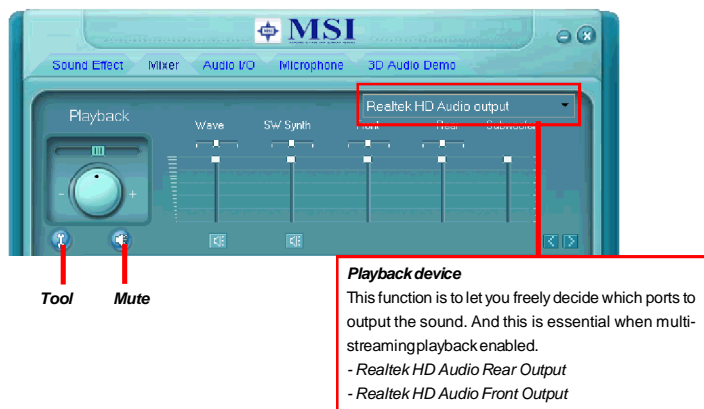 MSI
Sound Effect Mixer Audio I/O Microphone 3D Audio Demo
Realtek HD Audio output
Playback
Wave SW Synth Front Rear Subwoofer
- +
Tool Mute
Playback device
This function is to let you freely decide which ports to
output the sound. And this is essential when multi-
streaming playback enabled.
- Realtek HD Audio Rear Output
- Realtek HD Audio Front Output